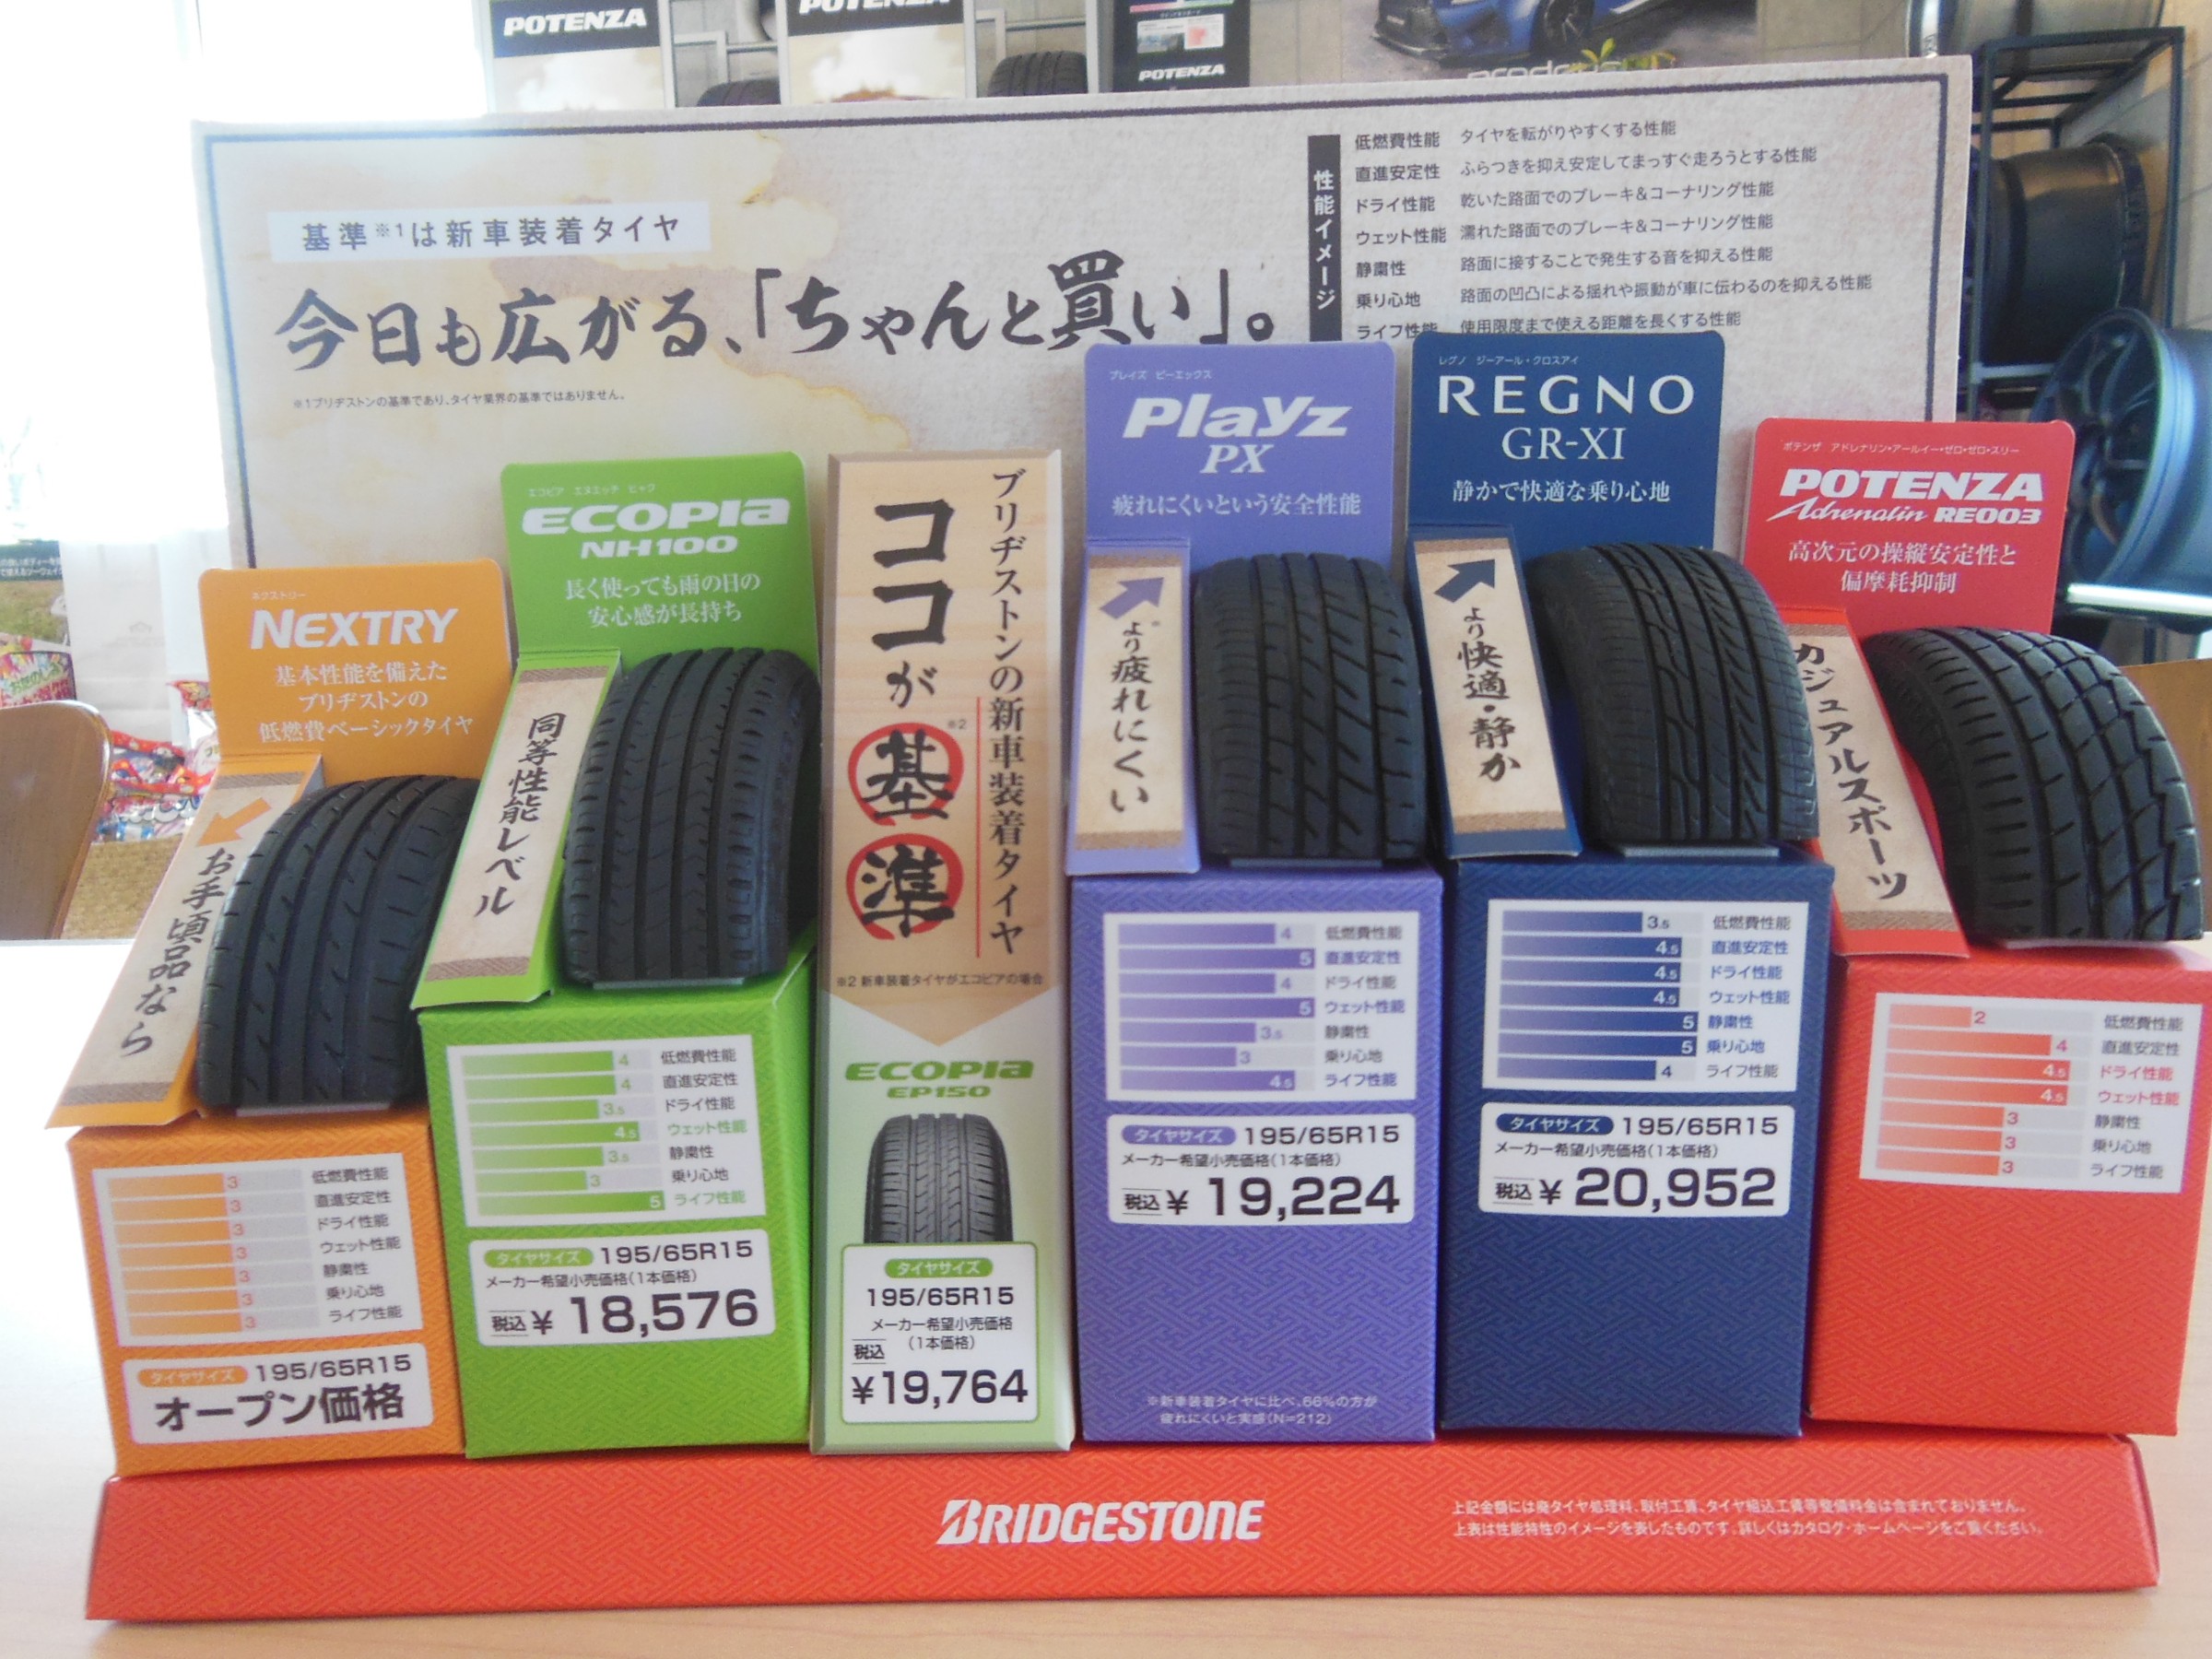 POTENZA
POTENZA
POTENZA
基準※1は新車装着タイヤ
今日も広がる、「ちゃんと買い」。
※1ブリヂストンの基準であり、タイヤ業界の基準ではありません。
性能イメージ
低燃費性能 タイヤを転がりやすくする性能
直進安定性 ふらつきを抑え安定してまっすぐ走ろうとする性能
ドライ性能 乾いた路面でのブレーキ&コーナリング性能
ウェット性能 濡れた路面でのブレーキ&コーナリング性能
静粛性 路面に接することで発生する音を抑える性能
乗り心地 路面の凹凸による揺れや振動が車に伝わるのを抑える性能
ライフ性能 使用限度まで使える距離を長くする性能
ネクストリー
NEXTRY
基本性能を備えた
ブリヂストンの
低燃費ベーシックタイヤ
お手頃品なら
3 低燃費性能
3 直進安定性
3 ドライ性能
3 ウェット性能
3 静粛性
3 乗り心地
3 ライフ性能
タイヤサイズ 195/65R15
オープン価格
エコピア エヌエッチ ヒャク
ECOPIA
NH100
長く使っても雨の日の
安心感が長持ち
同等性能レベル
4 低燃費性能
4 直進安定性
3.5 ドライ性能
4.5 ウェット性能
3.5 静粛性
3 乗り心地
5 ライフ性能
タイヤサイズ 195/65R15
メーカー希望小売価格(1本価格)
税込 ¥18,576
ブリヂストンの新車装着タイヤ
ココが基準※2
※2 新車装着タイヤがエコピアの場合
ECOPIA
EP150
タイヤサイズ
195/65R15
メーカー希望小売価格
(1本価格)
税込
¥19,764
プレイズ ピーエックス
Playz
PX
疲れにくいという安全性能
より※疲れにくい
4 低燃費性能
5 直進安定性
4 ドライ性能
5 ウェット性能
3.5 静粛性
3 乗り心地
4.5 ライフ性能
タイヤサイズ 195/65R15
メーカー希望小売価格(1本価格)
税込 ¥19,224
※新車装着タイヤに比べ、66%の方が
疲れにくいと実感(N=212)
レグノ ジーアール・クロスアイ
REGNO
GR-XI
静かで快適な乗り心地
より快適・静か
3.5 低燃費性能
4.5 直進安定性
4.5 ドライ性能
4.5 ウェット性能
5 静粛性
5 乗り心地
4 ライフ性能
タイヤサイズ 195/65R15
メーカー希望小売価格(1本価格)
税込 ¥20,952
ポテンザ アドレナリン・アールイー・ゼロ・ゼロ・スリー
POTENZA
Adrenalin RE003
高次元の操縦安定性と
偏摩耗抑制
カジュアルスポーツ
2 低燃費性能
4 直進安定性
4.5 ドライ性能
4.5 ウェット性能
3 静粛性
3 乗り心地
3 ライフ性能
BRIDGESTONE
上記金額には廃タイヤ処理料、取付工賃、タイヤ組込工賃等整備料金は含まれておりません。
上表は性能特性のイメージを表したものです。詳しくはカタログ・ホームページをご覧ください。